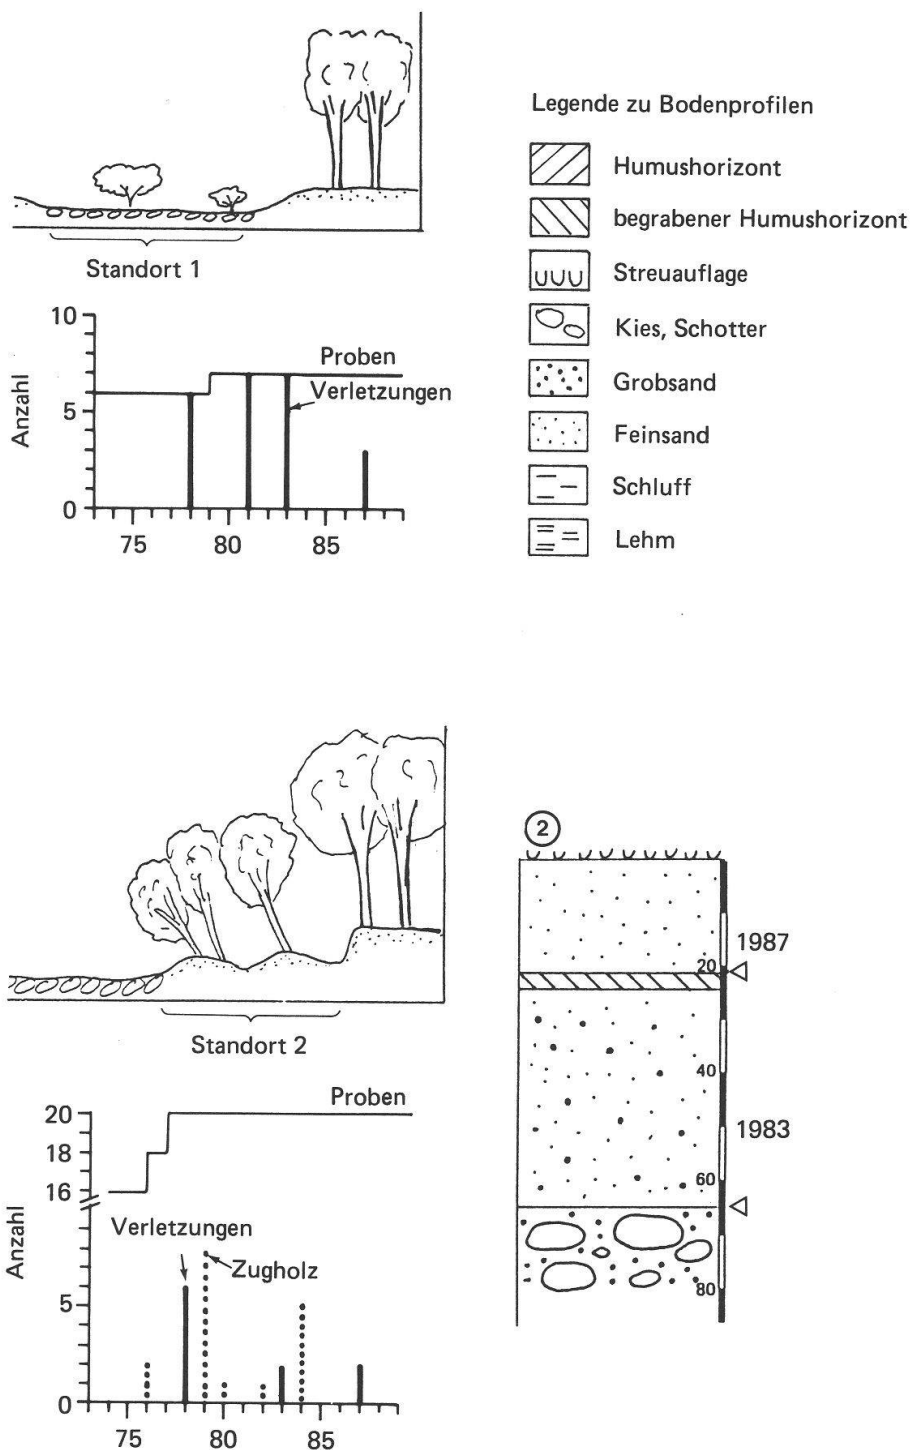 Legende zu Bodenprofilen
Humushorizont
begrabener Humushorizont
Streuauflage
Kies, Schotter
Grobsand
Feinsand
Schluff
Lehm
Standort 1
Anzahl
10
5
0
Proben
Verletzungen
75 80 85
Standort 2
Anzahl
20
18
16
5
0
Proben
Verletzungen
Zugholz
75 80 85
2
1987
20
40
1983
60
80